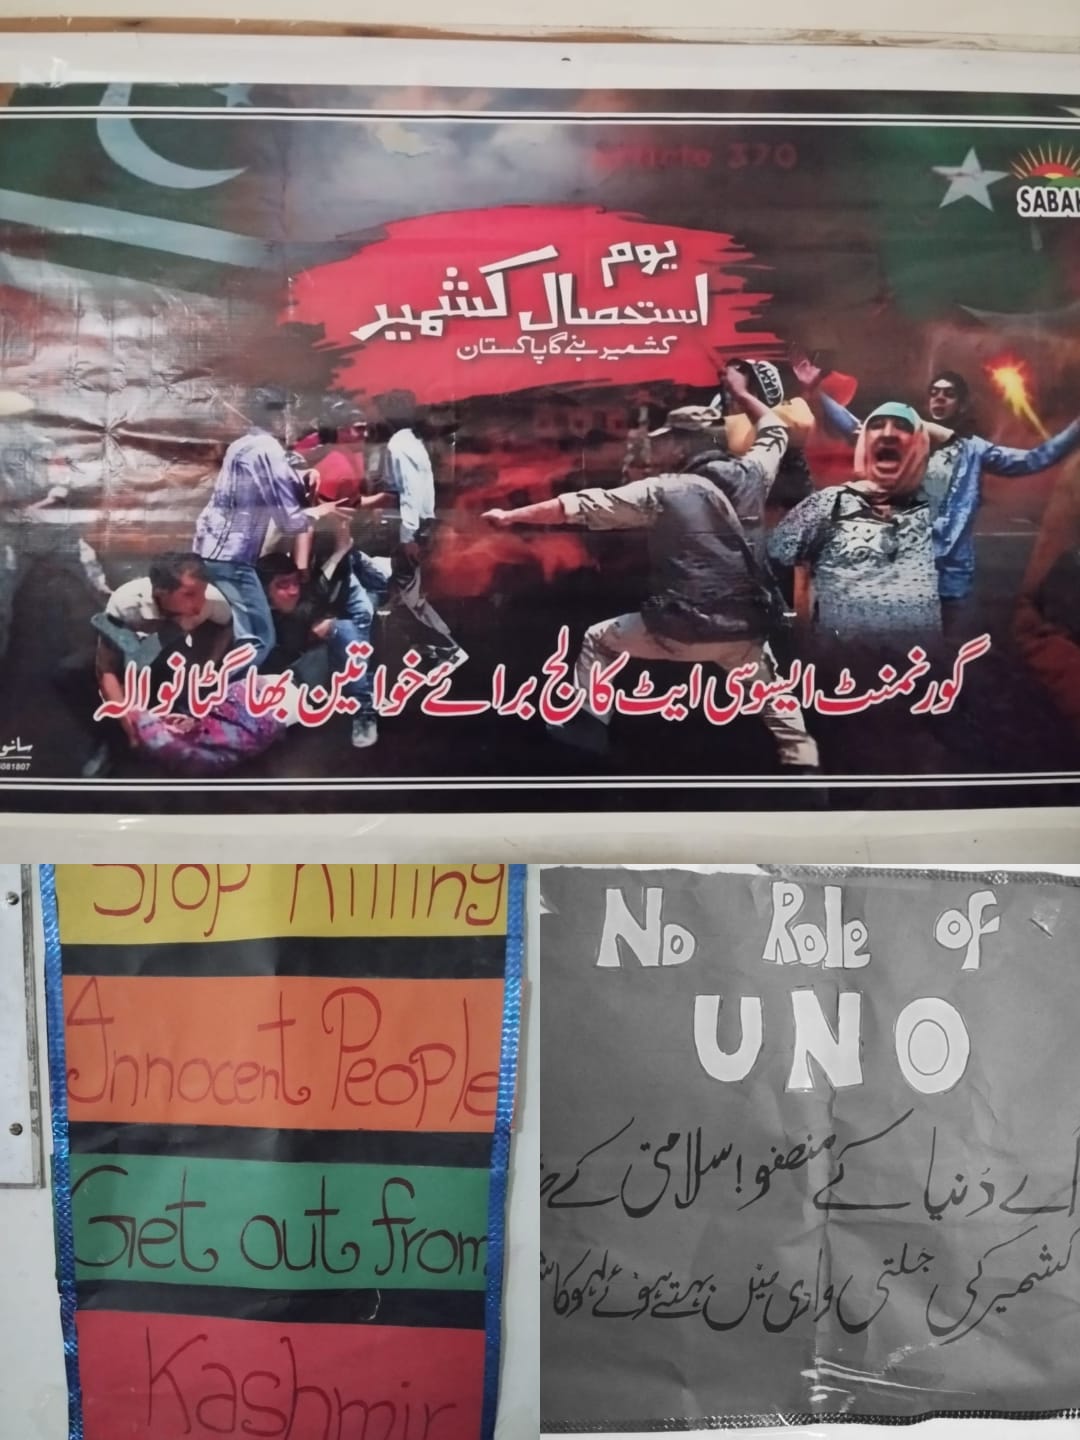 article 370
SABAH
یوم
استحصال کشمیر
کشمیر بنے گا پاکستان
گورنمنٹ ایسوسی ایٹ کالج برائے خواتین بھاگٹانوالہ
081807
Stop Killing
Innocent People
Get out from
Kashmir
No Role of
UNO
اے دُنیا کے منصفو! سلامتی کے
کشمیر کی جلتی وادی میں بہتے ہوئے لہو کا